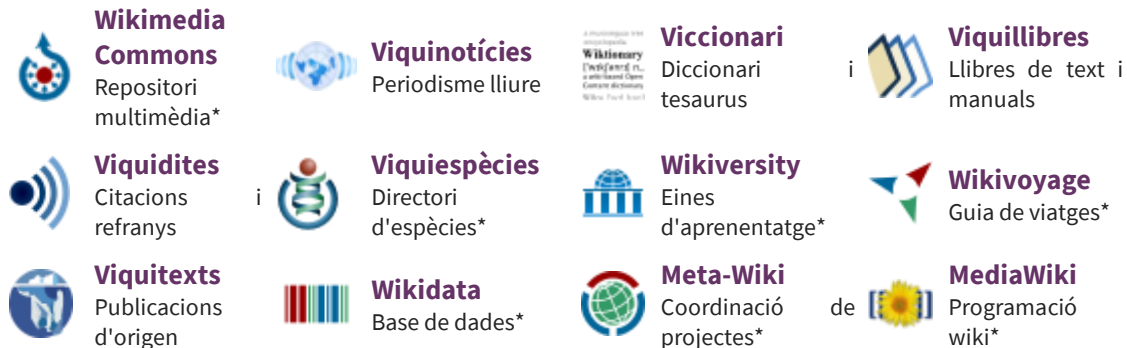 Wikimedia
Commons
Repositori
multimèdia*
Viquinotícies
Periodisme lliure
Wiktionary
Viccionari
Diccionari i
tesaurus
Viquillibres
Llibres de text i
manuals
Viquidites
Citacions i
refranys
Viquiespècies
Directori
d'espècies*
Wikiversity
Eines
d'aprenentatge*
Wikivoyage
Guia de viatges*
Viquitexts
Publicacions
d'origen
Wikidata
Base de dades*
Meta-Wiki
Coordinació de
projectes*
MediaWiki
Programació
wiki*